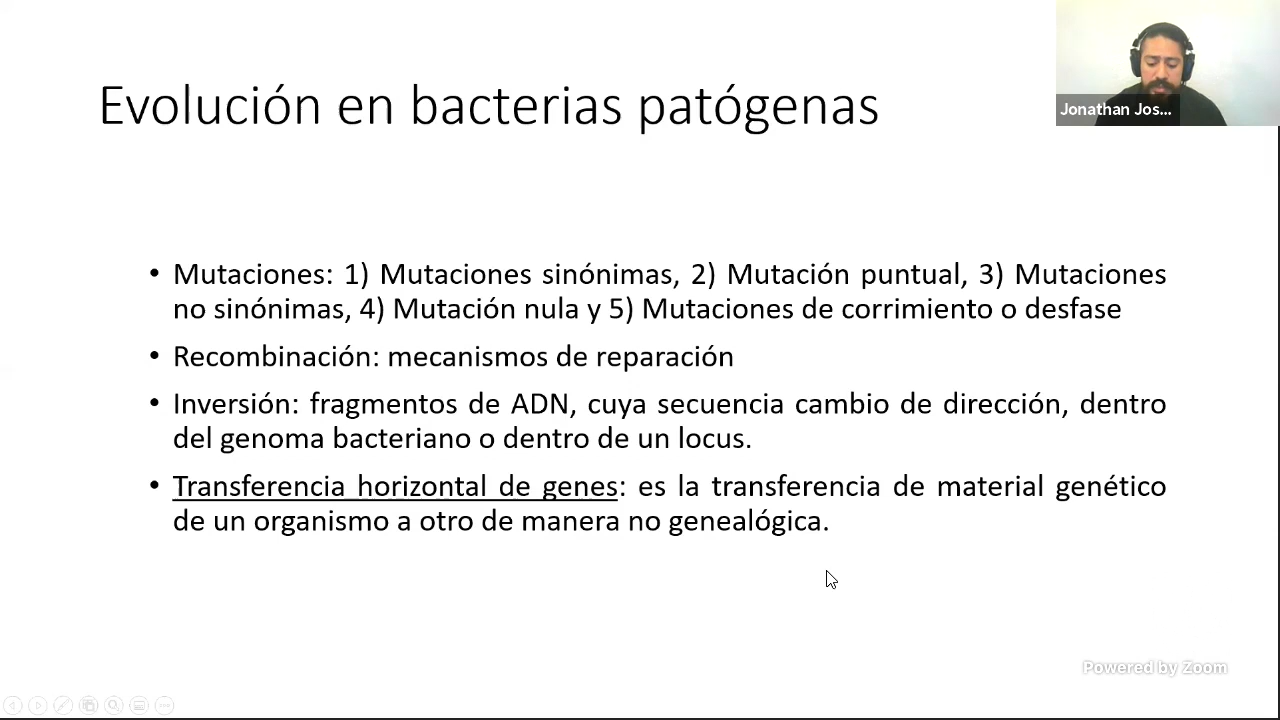 Evolución en bacterias patógenas
Jonathan Jos...
• Mutaciones: 1) Mutaciones sinónimas, 2) Mutación puntual, 3) Mutaciones
no sinónimas, 4) Mutación nula y 5) Mutaciones de corrimiento o desfase
• Recombinación: mecanismos de reparación
• Inversión: fragmentos de ADN, cuya secuencia cambio de dirección, dentro
del genoma bacteriano o dentro de un locus.
• Transferencia horizontal de genes: es la transferencia de material genético
de un organismo a otro de manera no genealógica.
Powered by Zoom